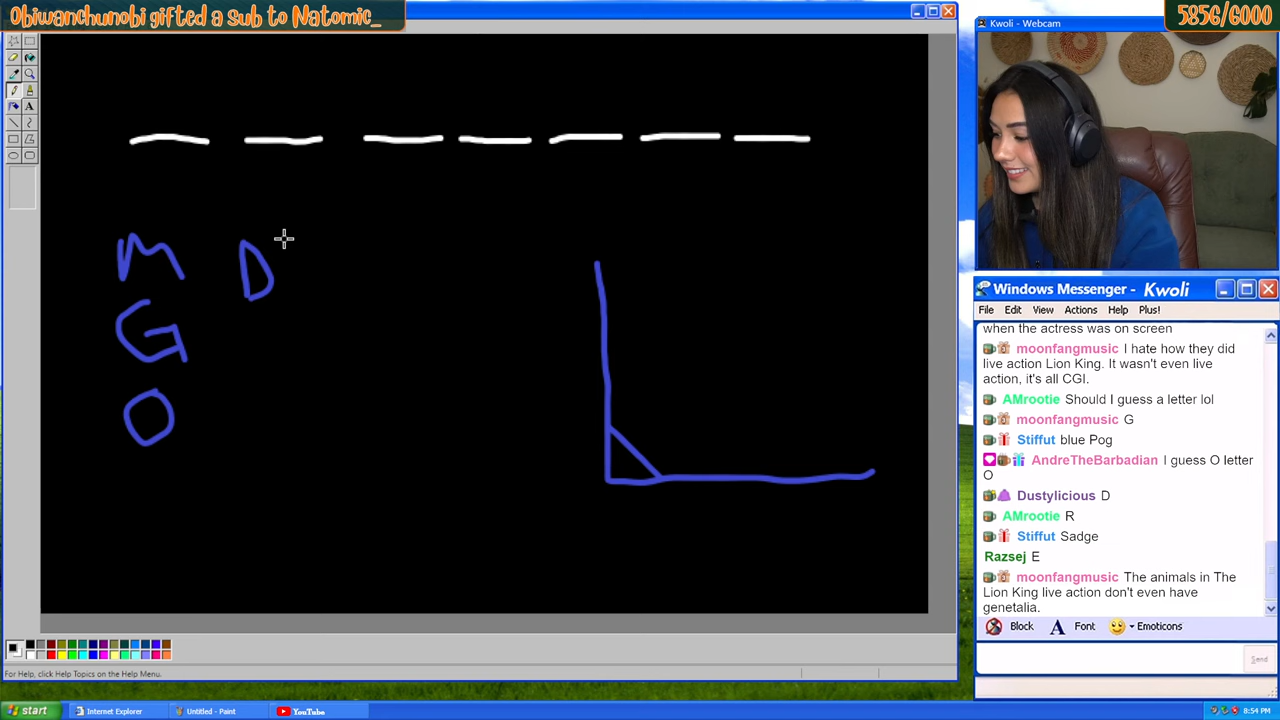 Obiwanchunobi gifted a sub to Natomic_
5856/6000
Kwoli - Webcam
M D
G
O
Windows Messenger - Kwoli
File Edit View Actions Help Plus!
when the actress was on screen
moonfangmusic I hate how they did
live action Lion King. It wasn't even live
action, it's all CGI.
AMrootie Should I guess a letter lol
moonfangmusic G
Stiffut blue Pog
AndreTheBarbadian I guess O letter
O
Dustylicious D
AMrootie R
Stiffut Sadge
Razsej E
moonfangmusic The animals in The
Lion King live action don't even have
genetalia.
Block A Font Emoticons
Send
For Help, click Help Topics on the Help Menu.
start Internet Explorer Untitled - Paint YouTube 8:54 PM